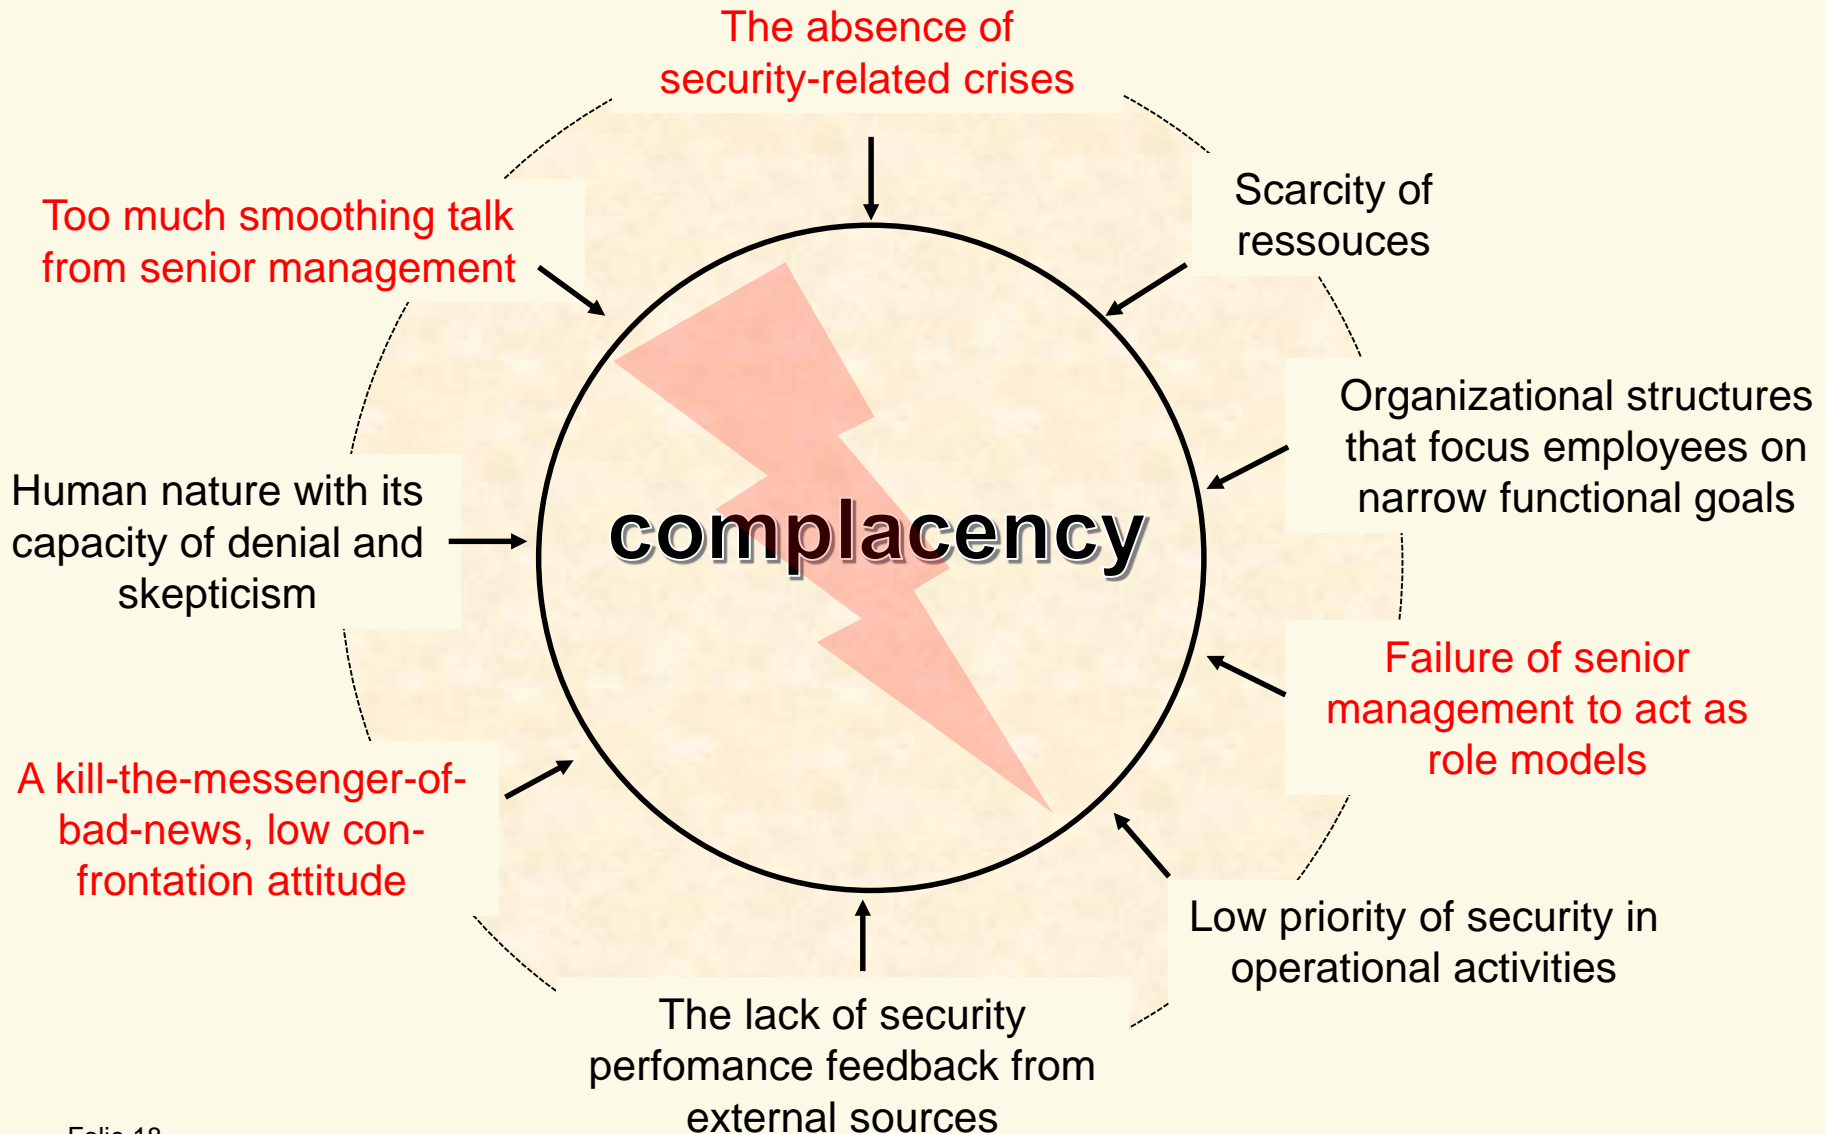 The absence of
security-related crises
Scarcity of
ressouces
Too much smoothing talk
from senior management
Organizational structures
that focus employees on
narrow functional goals
Human nature with its
capacity of denial and
skepticism
complacency
Failure of senior
management to act as
role models
A kill-the-messenger-of-
bad-news, low con-
frontation attitude
Low priority of security in
operational activities
The lack of security
perfomance feedback from
external sources
Folie 18